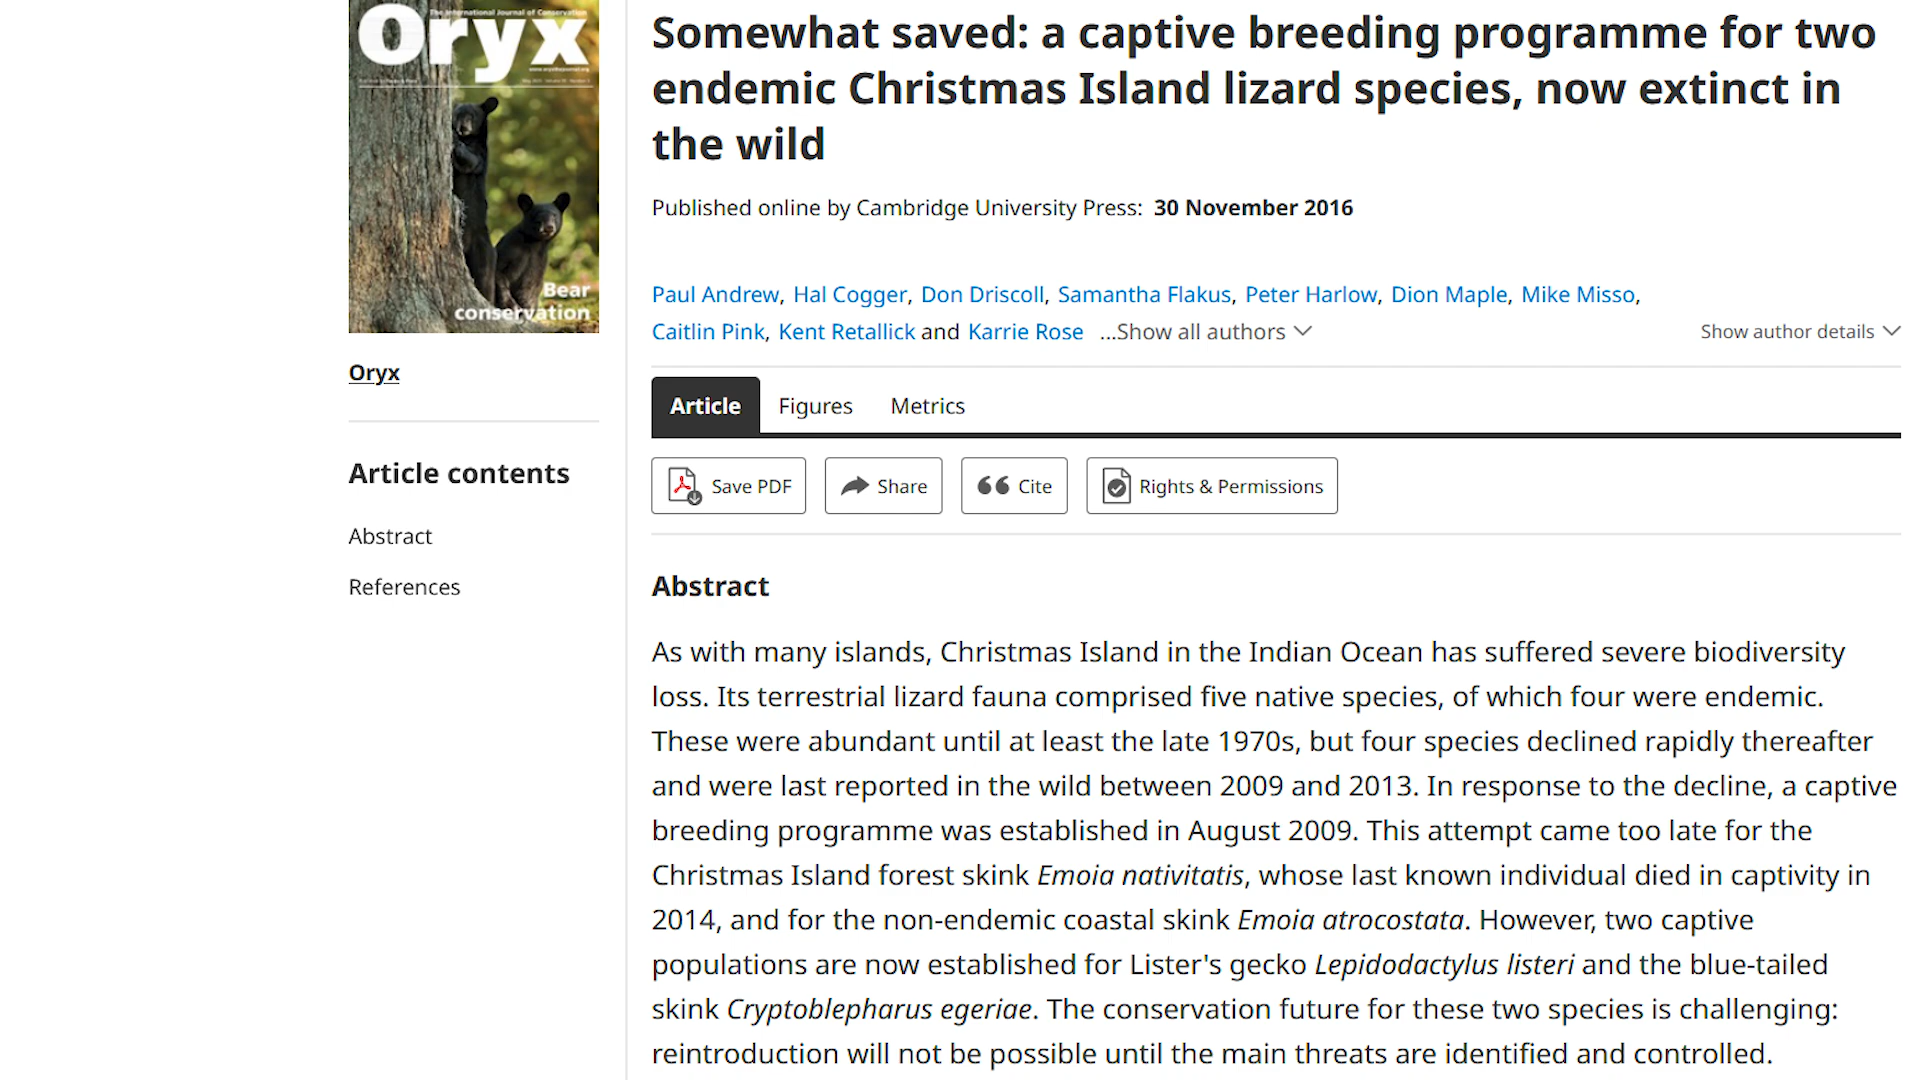 The International Journal of Conservation
Oryx
Bear
conservation
Oryx
Article contents
Abstract
References
Somewhat saved: a captive breeding programme for two
endemic Christmas Island lizard species, now extinct in
the wild
Published online by Cambridge University Press: 30 November 2016
Paul Andrew, Hal Cogger, Don Driscoll, Samantha Flakus, Peter Harlow, Dion Maple, Mike Misso,
Caitlin Pink, Kent Retallick and Karrie Rose ...Show all authors
Show author details
Article Figures Metrics
Save PDF Share Cite Rights & Permissions
Abstract
As with many islands, Christmas Island in the Indian Ocean has suffered severe biodiversity
loss. Its terrestrial lizard fauna comprised five native species, of which four were endemic.
These were abundant until at least the late 1970s, but four species declined rapidly thereafter
and were last reported in the wild between 2009 and 2013. In response to the decline, a captive
breeding programme was established in August 2009. This attempt came too late for the
Christmas Island forest skink Emoia nativitatis, whose last known individual died in captivity in
2014, and for the non-endemic coastal skink Emoia atrocostata. However, two captive
populations are now established for Lister's gecko Lepidodactylus listeri and the blue-tailed
skink Cryptoblepharus egeriae. The conservation future for these two species is challenging:
reintroduction will not be possible until the main threats are identified and controlled.